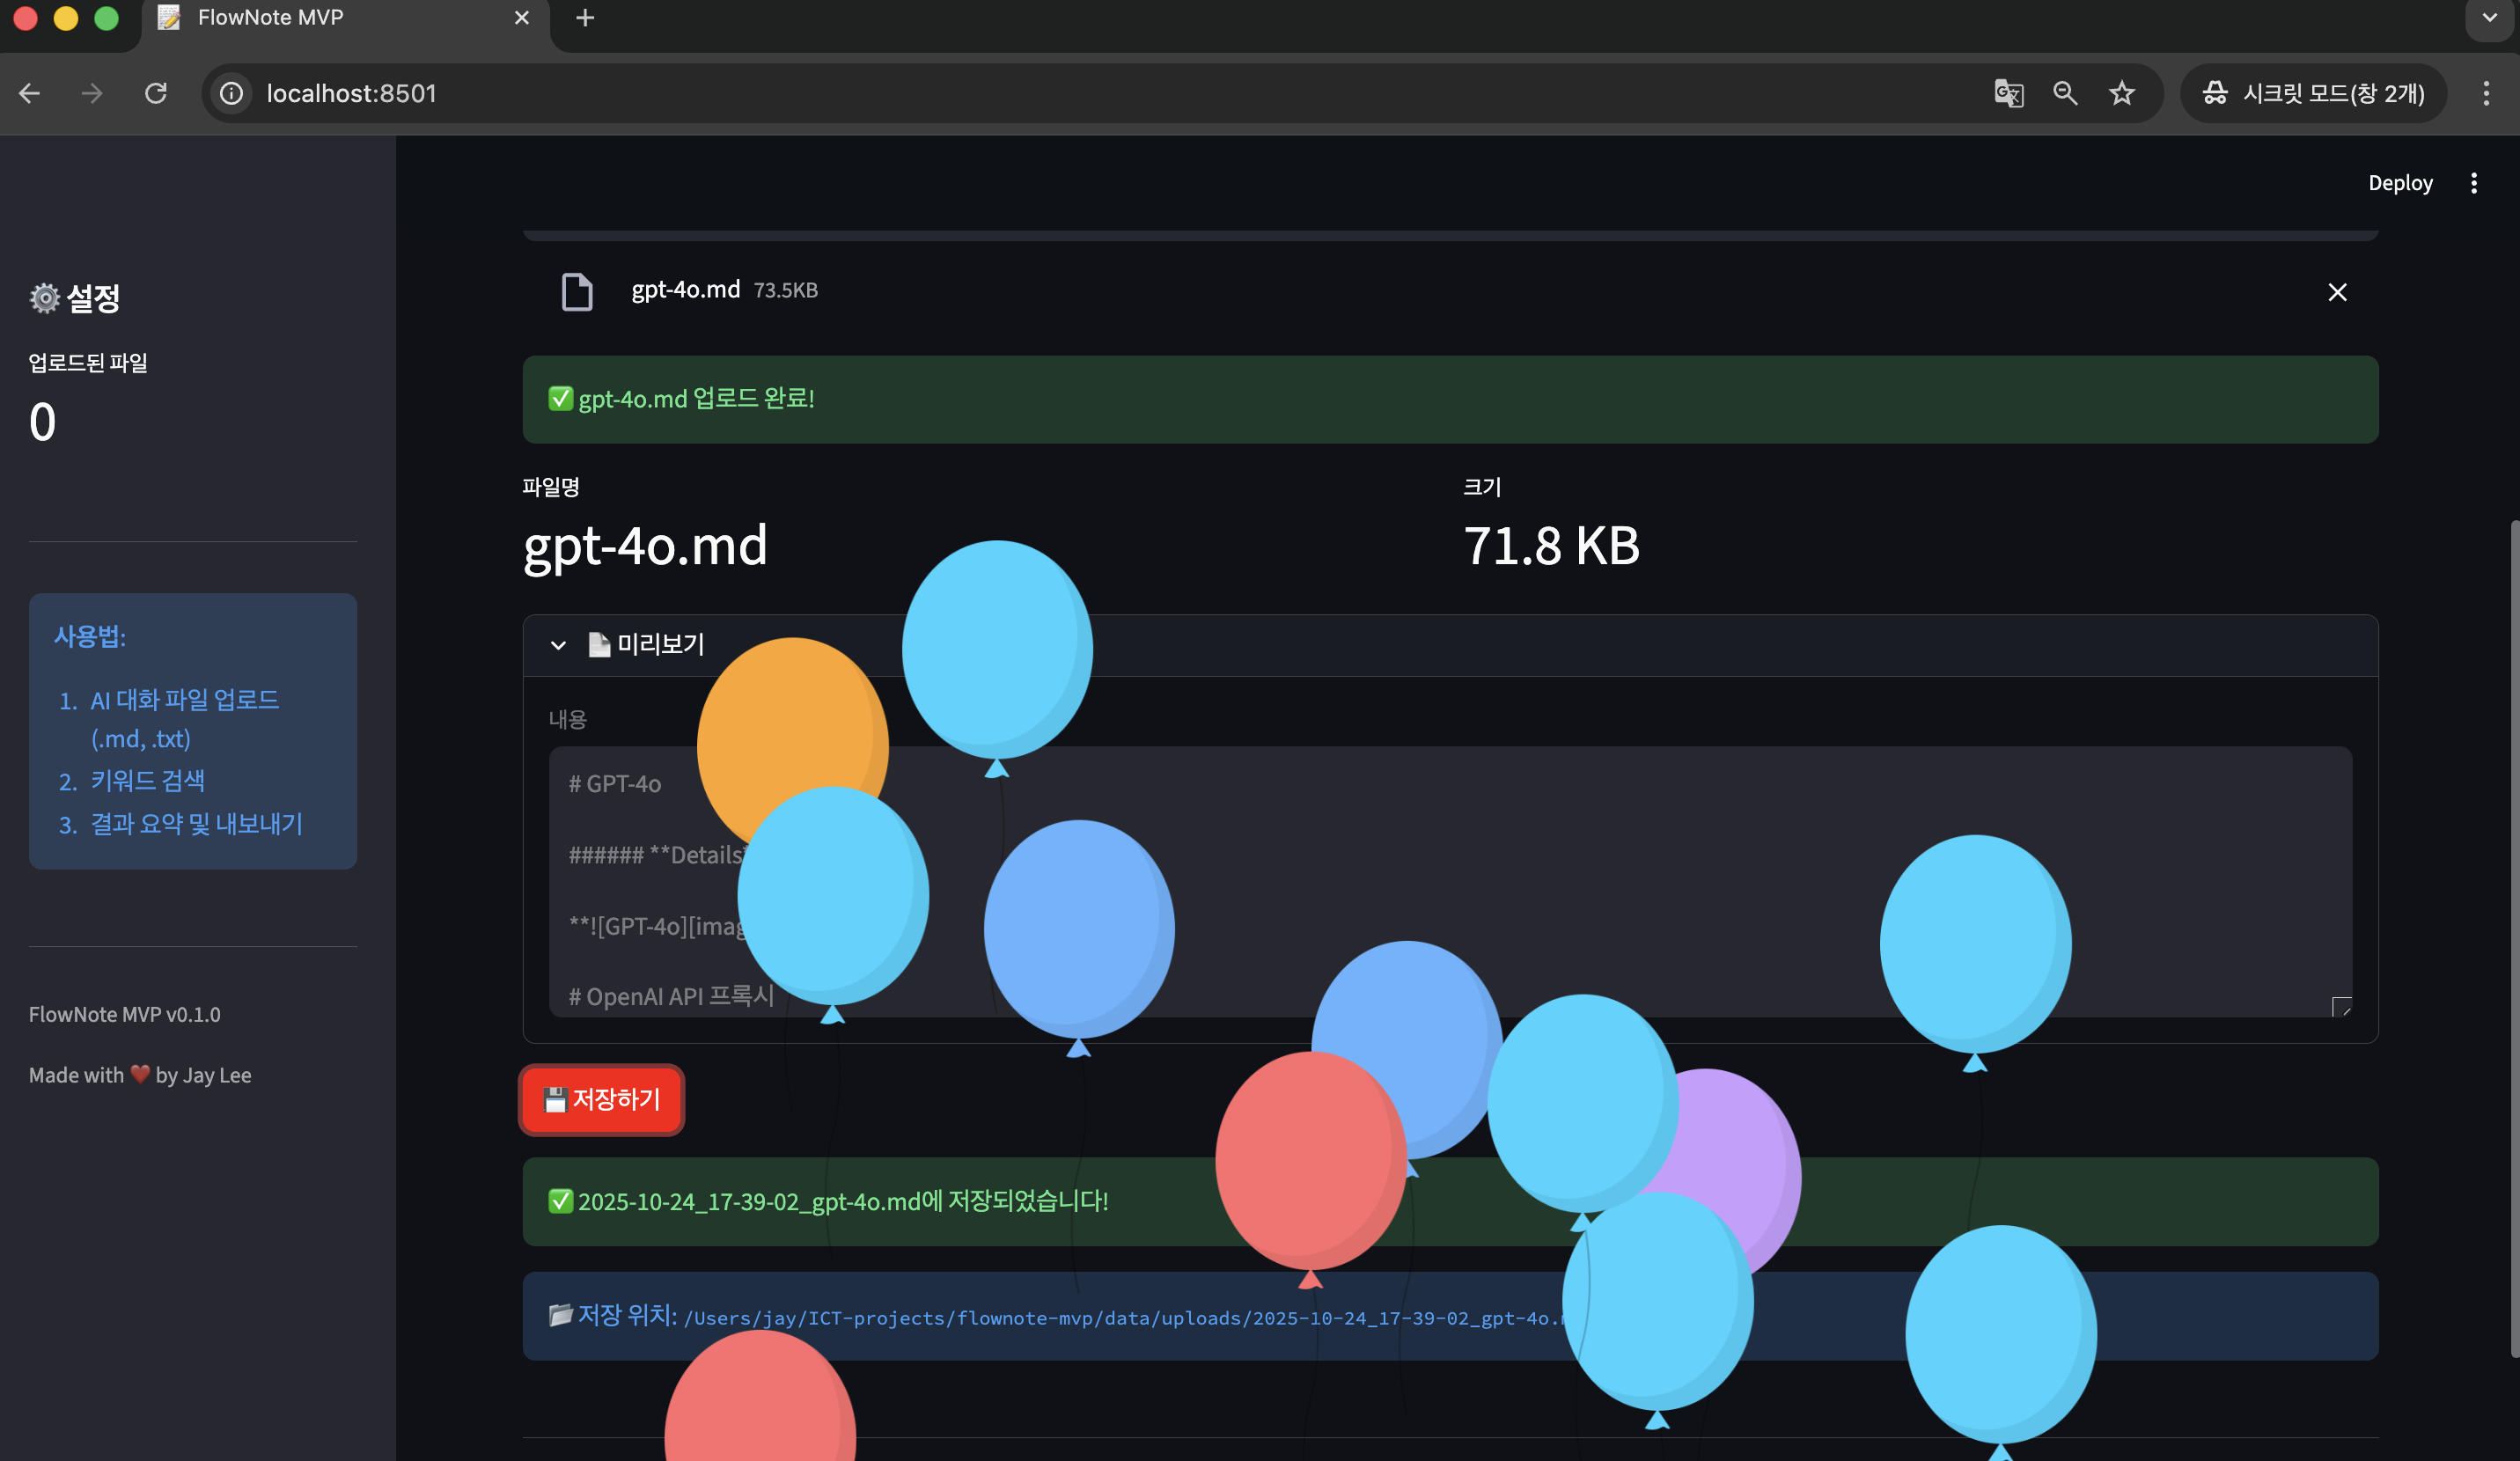 FlowNote MVP
localhost:8501
시크릿 모드(창 2개)
Deploy
설정
업로드된 파일
0
사용법:
1. AI 대화 파일 업로드
(.md, .txt)
2. 키워드 검색
3. 결과 요약 및 내보내기
FlowNote MVP v0.1.0
Made with ❤️ by Jay Lee
gpt-4o.md 73.5KB
✅ gpt-4o.md 업로드 완료!
파일명
gpt-4o.md
크기
71.8 KB
미리보기
내용
# GPT-4o
###### **Details
**![GPT-4o][imag
# OpenAI API 프록시
저장하기
✅ 2025-10-24_17-39-02_gpt-4o.md에 저장되었습니다!
저장 위치: /Users/jay/ICT-projects/flownote-mvp/data/uploads/2025-10-24_17-39-02_gpt-4o.